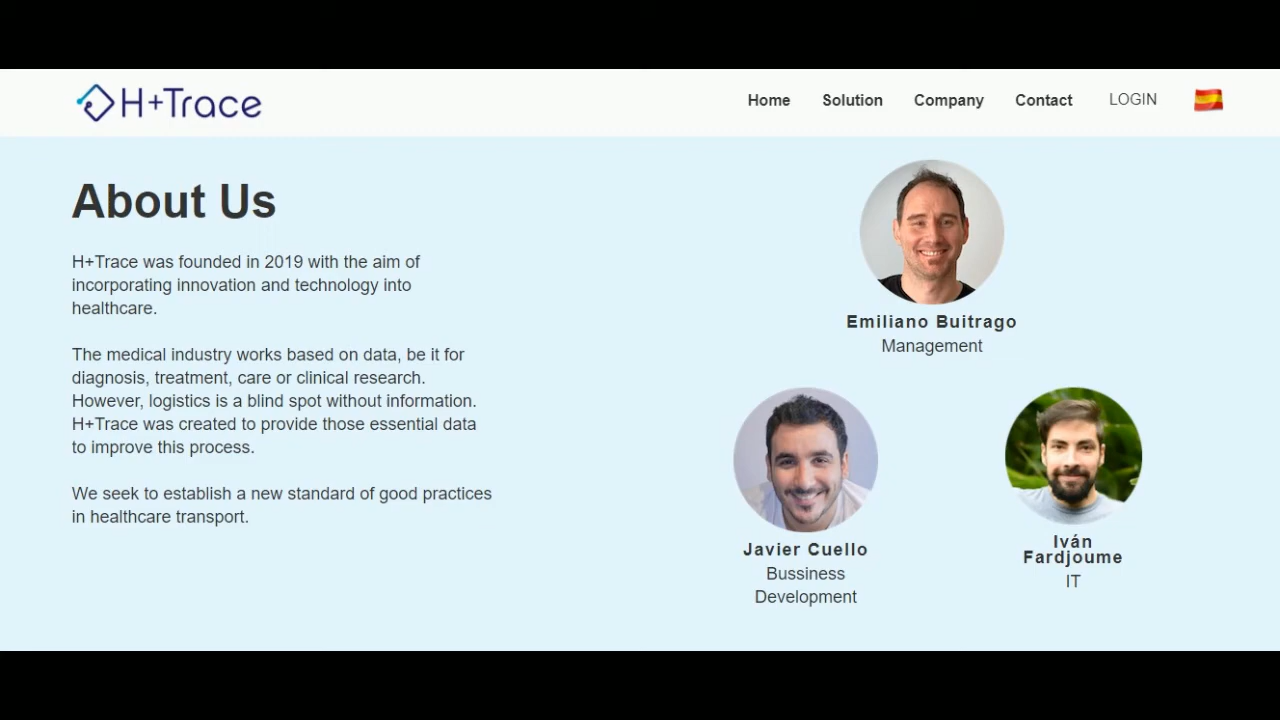 H+Trace
Home Solution Company Contact LOGIN
About Us
H+Trace was founded in 2019 with the aim of
incorporating innovation and technology into
healthcare.
The medical industry works based on data, be it for
diagnosis, treatment, care or clinical research.
However, logistics is a blind spot without information.
H+Trace was created to provide those essential data
to improve this process.
We seek to establish a new standard of good practices
in healthcare transport.
Emiliano Buitrago
Management
Javier Cuello
Bussiness
Development
Iván
Fardjoume
IT